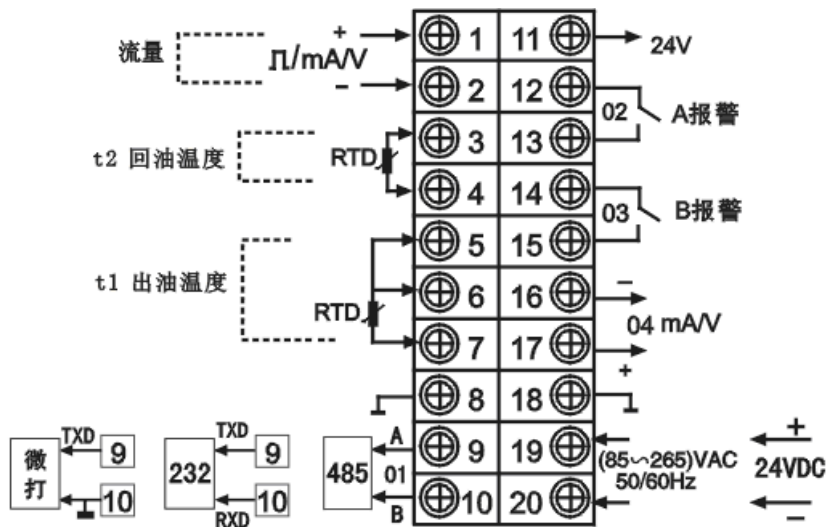 流量
+
⎍/mA/V
−
t2 回油温度
RTD
t1 出油温度
RTD
1 11
2 12
3 13
4 14
5 15
6 16
7 17
8 18
9 19
10 20
24V
02 A报警
03 B报警
−
04 mA/V
+
微打
TXD 9
10
232
TXD 9
RXD 10
485
A
01
B
(85∽265)VAC
50/60Hz
+
24VDC
−